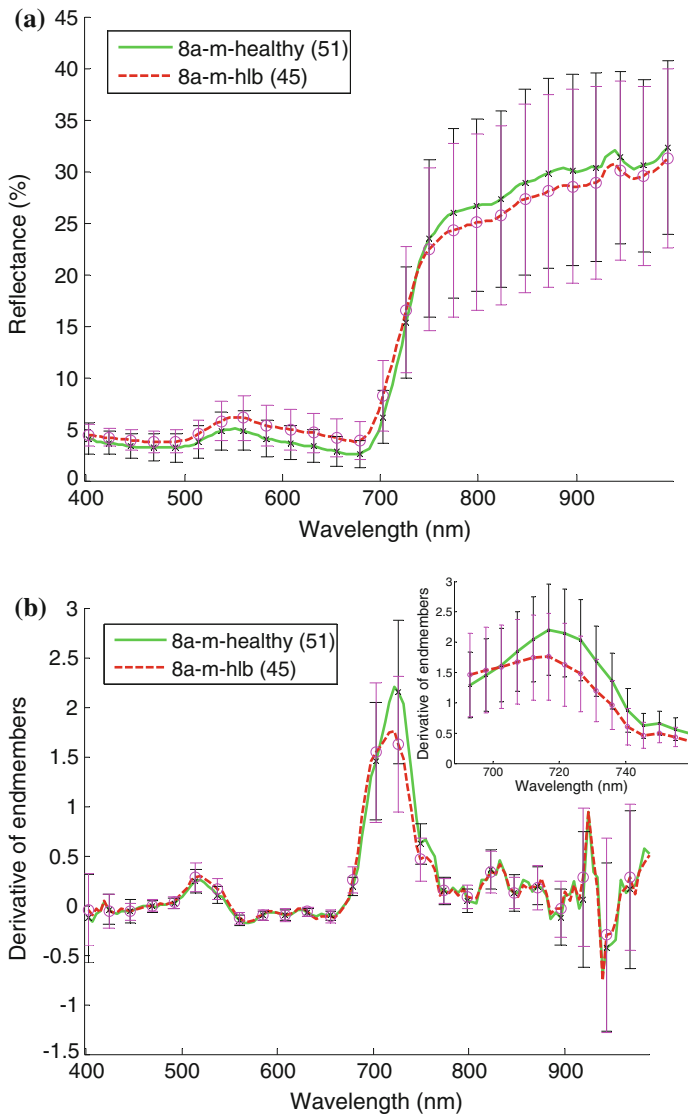 (a)
8a-m-healthy (51)
8a-m-hlb (45)
Reflectance (%)
45
40
35
30
25
20
15
10
5
0
400 500 600 700 800 900
Wavelength (nm)
(b)
8a-m-healthy (51)
8a-m-hlb (45)
Derivative of endmembers
3
2.5
2
1.5
1
0.5
0
-0.5
-1
-1.5
400 500 600 700 800 900
Wavelength (nm)
Derivative of endmembers
3
2.5
2
1.5
1
0.5
0
700 720 740
Wavelength (nm)